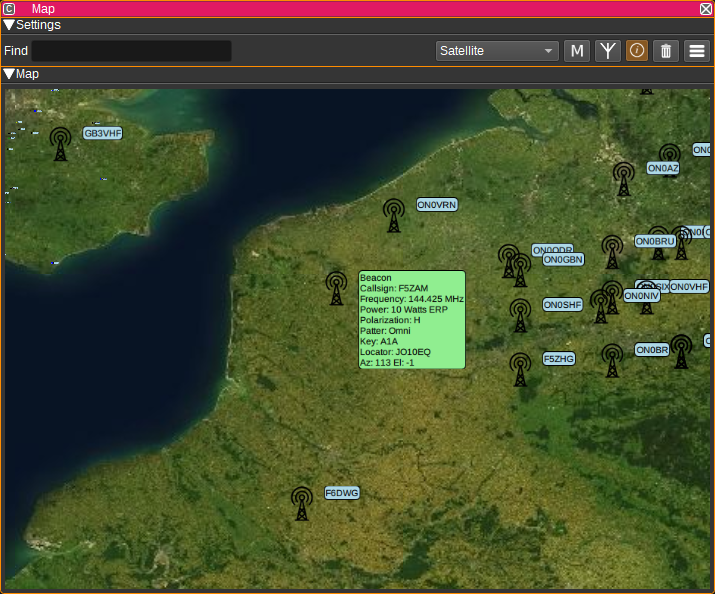 C Map
Settings
Find
Satellite
M
i
Map
GB3VHF
ON0AZ
ON0VRN
ON0BRU
ON0GBN
Beacon
Callsign: F5ZAM
Frequency: 144.425 MHz
Power: 10 Watts ERP
Polarization: H
Patter: Omni
Key: A1A
Locator: JO10EQ
Az: 113 El: -1
ON0VHF
ON0NIV
ON0SHF
F5ZHG
ON0BR
F6DWG